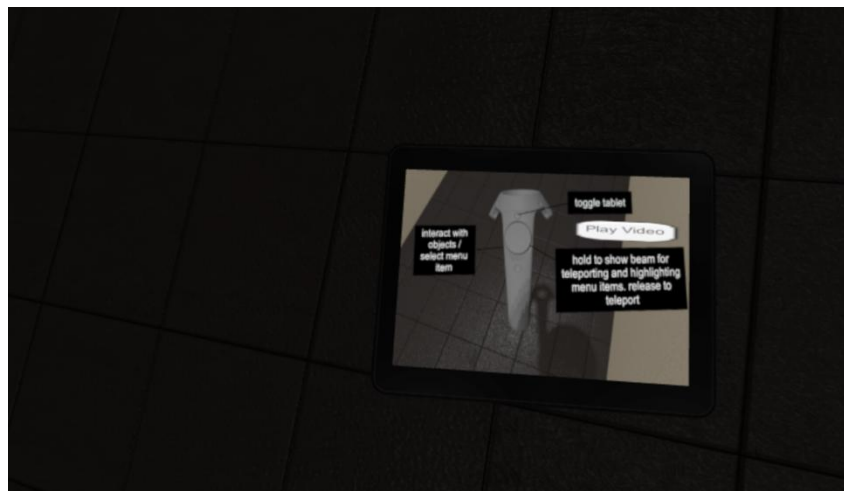 toggle tablet
interact with
objects /
select menu
item
Play Video
hold to show beam for
teleporting and highlighting
menu items. release to
teleport